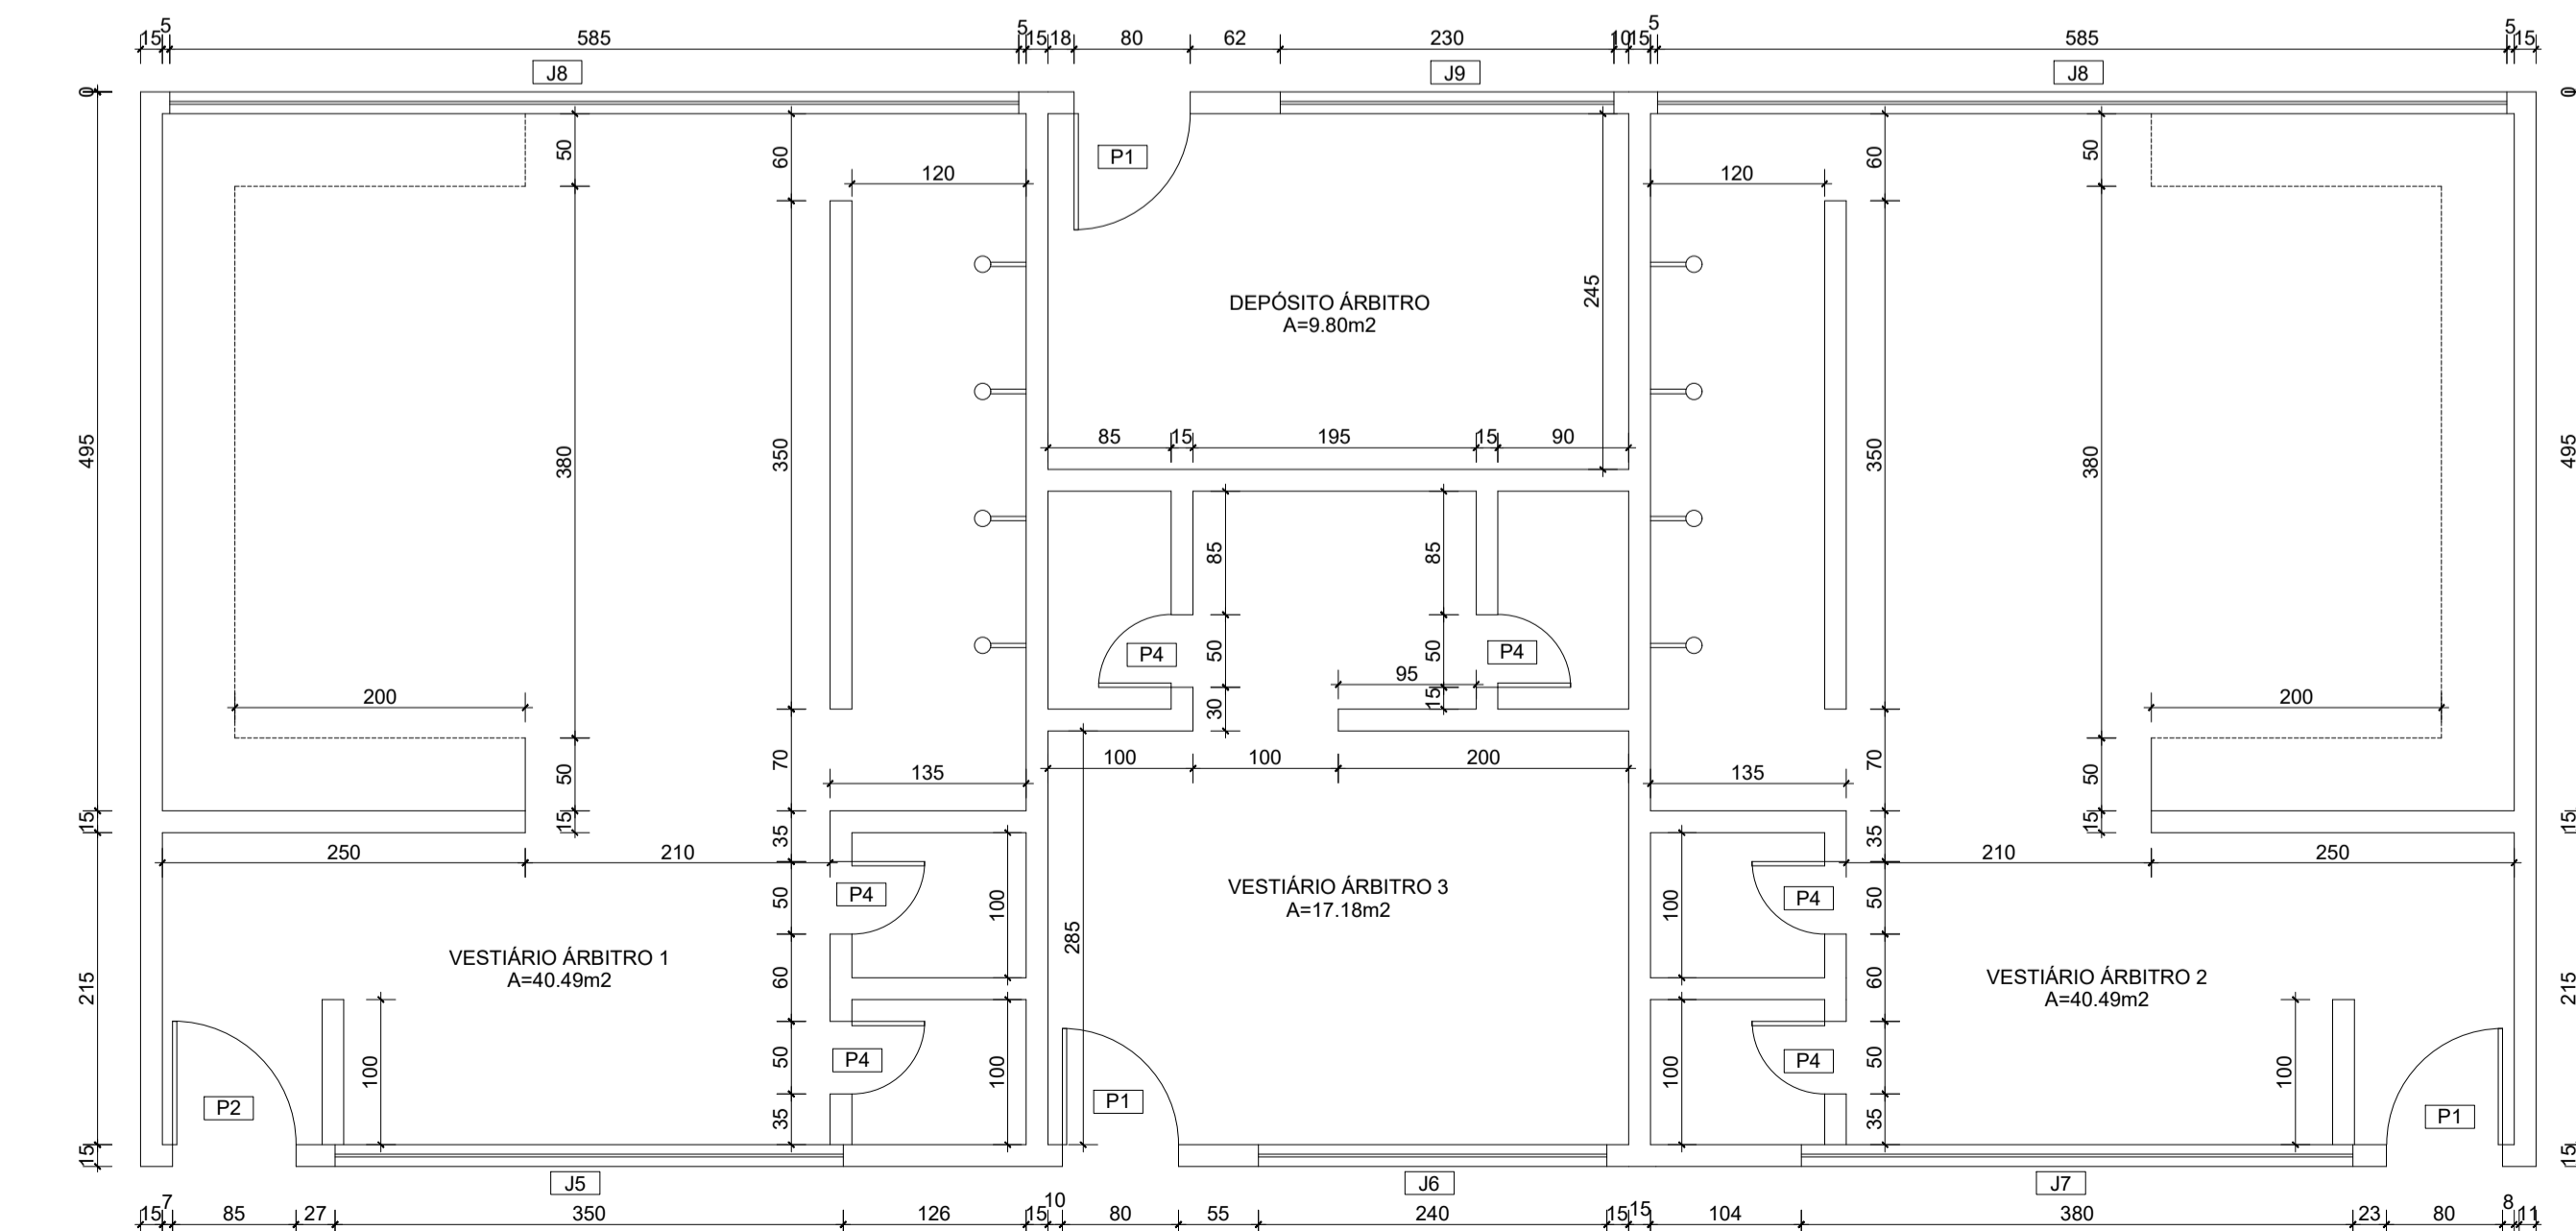 15 5 585 5 15 18 80 62 230 10 15 5 585 5 15
J8 J9 J8
0 0
50 60 P1 60 50
120 120
245
DEPÓSITO ÁRBITRO
A=9.80m2
495 380 350 350 380 495
85 15 195 15 90
85 85
P4 50 50 P4
95
200 30 15 200
100 100 200
50 70 135 135 70 50
15 15 35 35 15 15
250 210 210 250
P4 50 100 100 P4 50
VESTIÁRIO ÁRBITRO 3
A=17.18m2
285
VESTIÁRIO ÁRBITRO 1
A=40.49m2
60 60
VESTIÁRIO ÁRBITRO 2
A=40.49m2
215 215
100 50 P4 100 100 P4 50 100
P2 P1 P1
35 35
15 15
J5 J6 J7
15 7 85 27 350 126 15 10 80 55 240 15 15 104 380 23 80 8 11